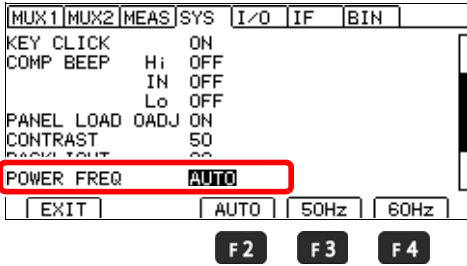 MUX1 MUX2 MEAS SYS I/O IF BIN
KEY CLICK ON
COMP BEEP Hi OFF
IN OFF
Lo OFF
PANEL LOAD OADJ ON
CONTRAST 50
POWER FREQ AUTO
EXIT AUTO 50Hz 60Hz
F2 F3 F4